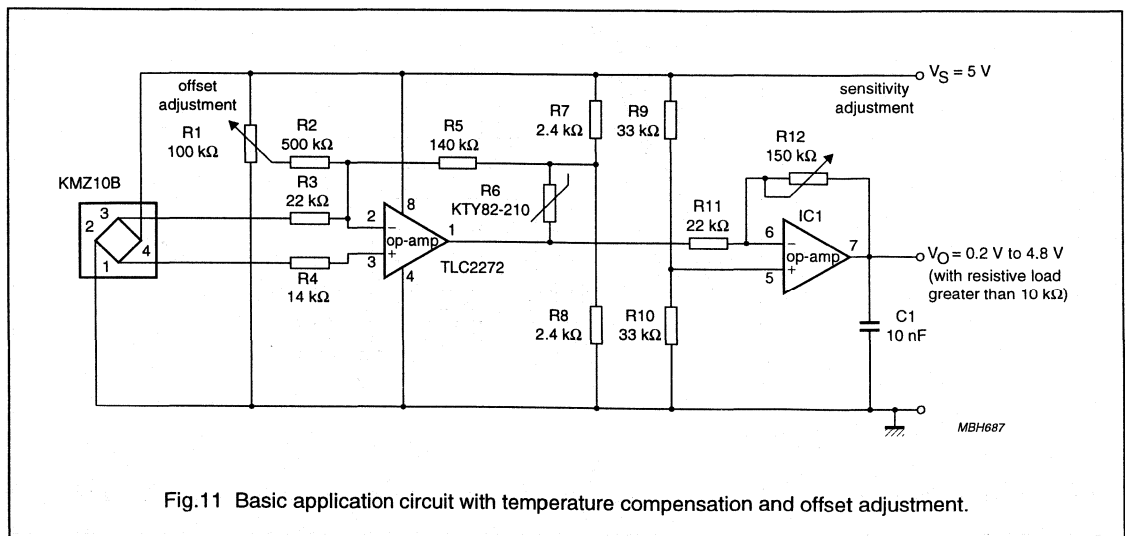 offset
adjustment
R1
100 kΩ
R2
500 kΩ
R3
22 kΩ
R4
14 kΩ
KMZ10B
3
2
4
1
R5
140 kΩ
R6
KTY82-210
R7
2.4 kΩ
R9
33 kΩ
VS = 5 V
sensitivity
adjustment
R12
150 kΩ
2
8
−
op-amp
+
3
4
1
TLC2272
R11
22 kΩ
IC1
6
−
op-amp
+
5
7
VO = 0.2 V to 4.8 V
(with resistive load
greater than 10 kΩ)
R8
2.4 kΩ
R10
33 kΩ
C1
10 nF
MBH687
Fig.11 Basic application circuit with temperature compensation and offset adjustment.